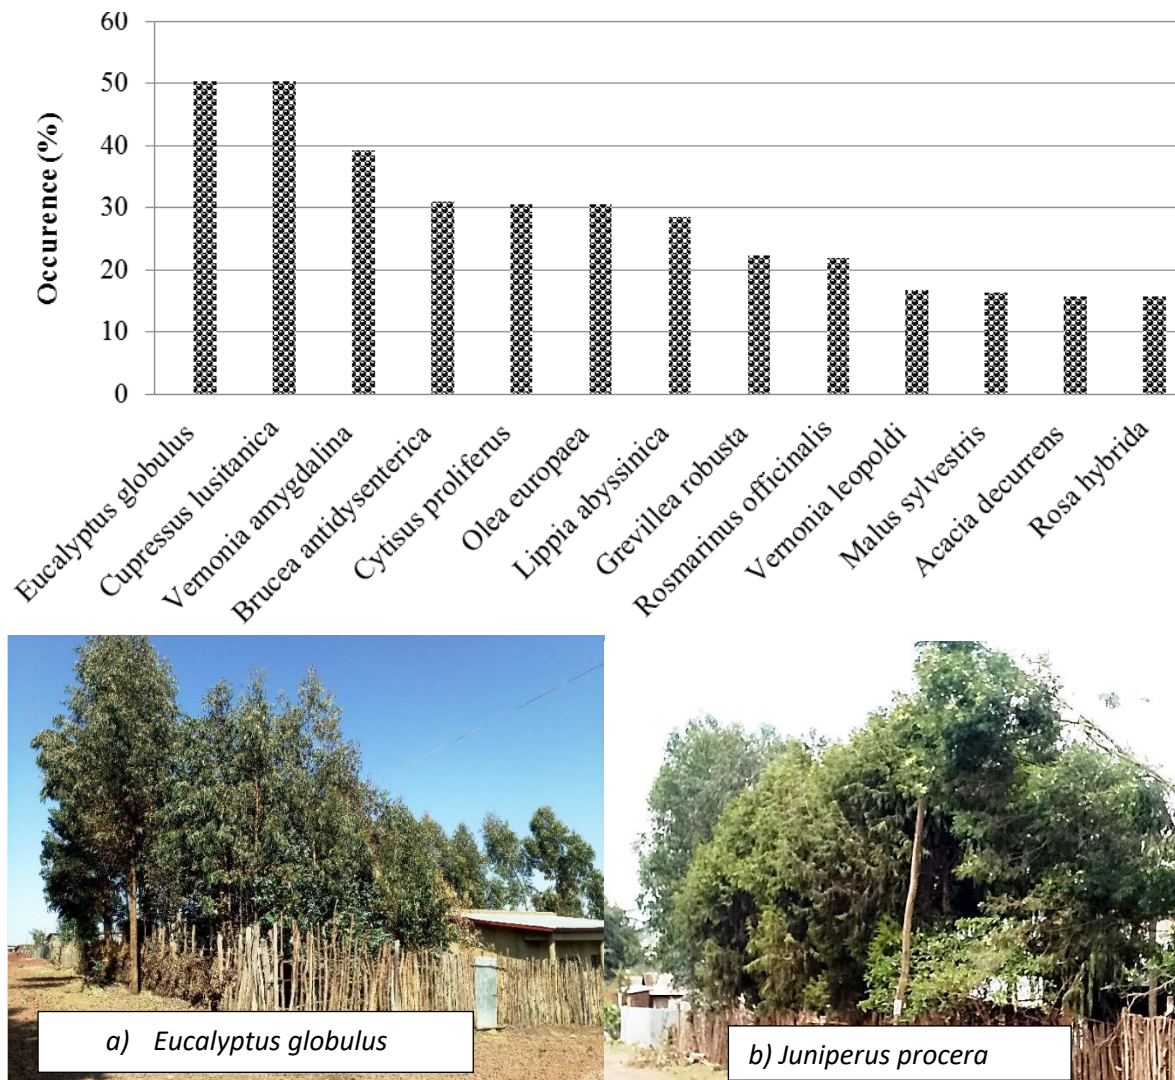 60
50
40
30
20
10
0
Occurence (%)
Eucalyptus globulus
Cupressus lusitanica
Vernonia amygdalina
Brucea antidysenterica
Cytisus proliferus
Olea europaea
Lippia abyssinica
Grevillea robusta
Rosmarinus officinalis
Vernonia leopoldi
Malus sylvestris
Acacia decurrens
Rosa hybrida
a) Eucalyptus globulus
b) Juniperus procera